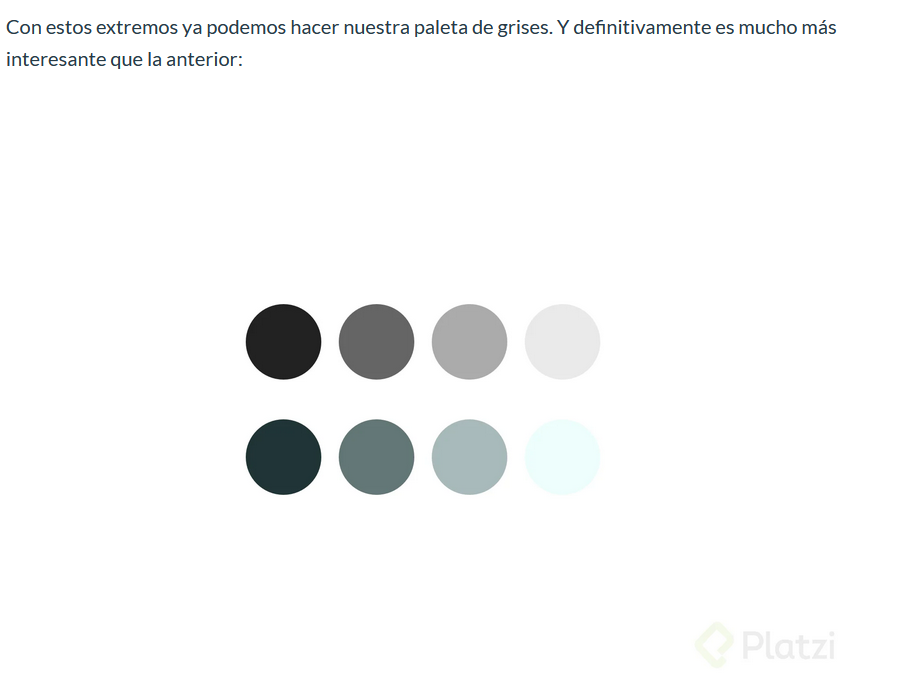 Con estos extremos ya podemos hacer nuestra paleta de grises. Y definitivamente es mucho más
interesante que la anterior:
Platzi